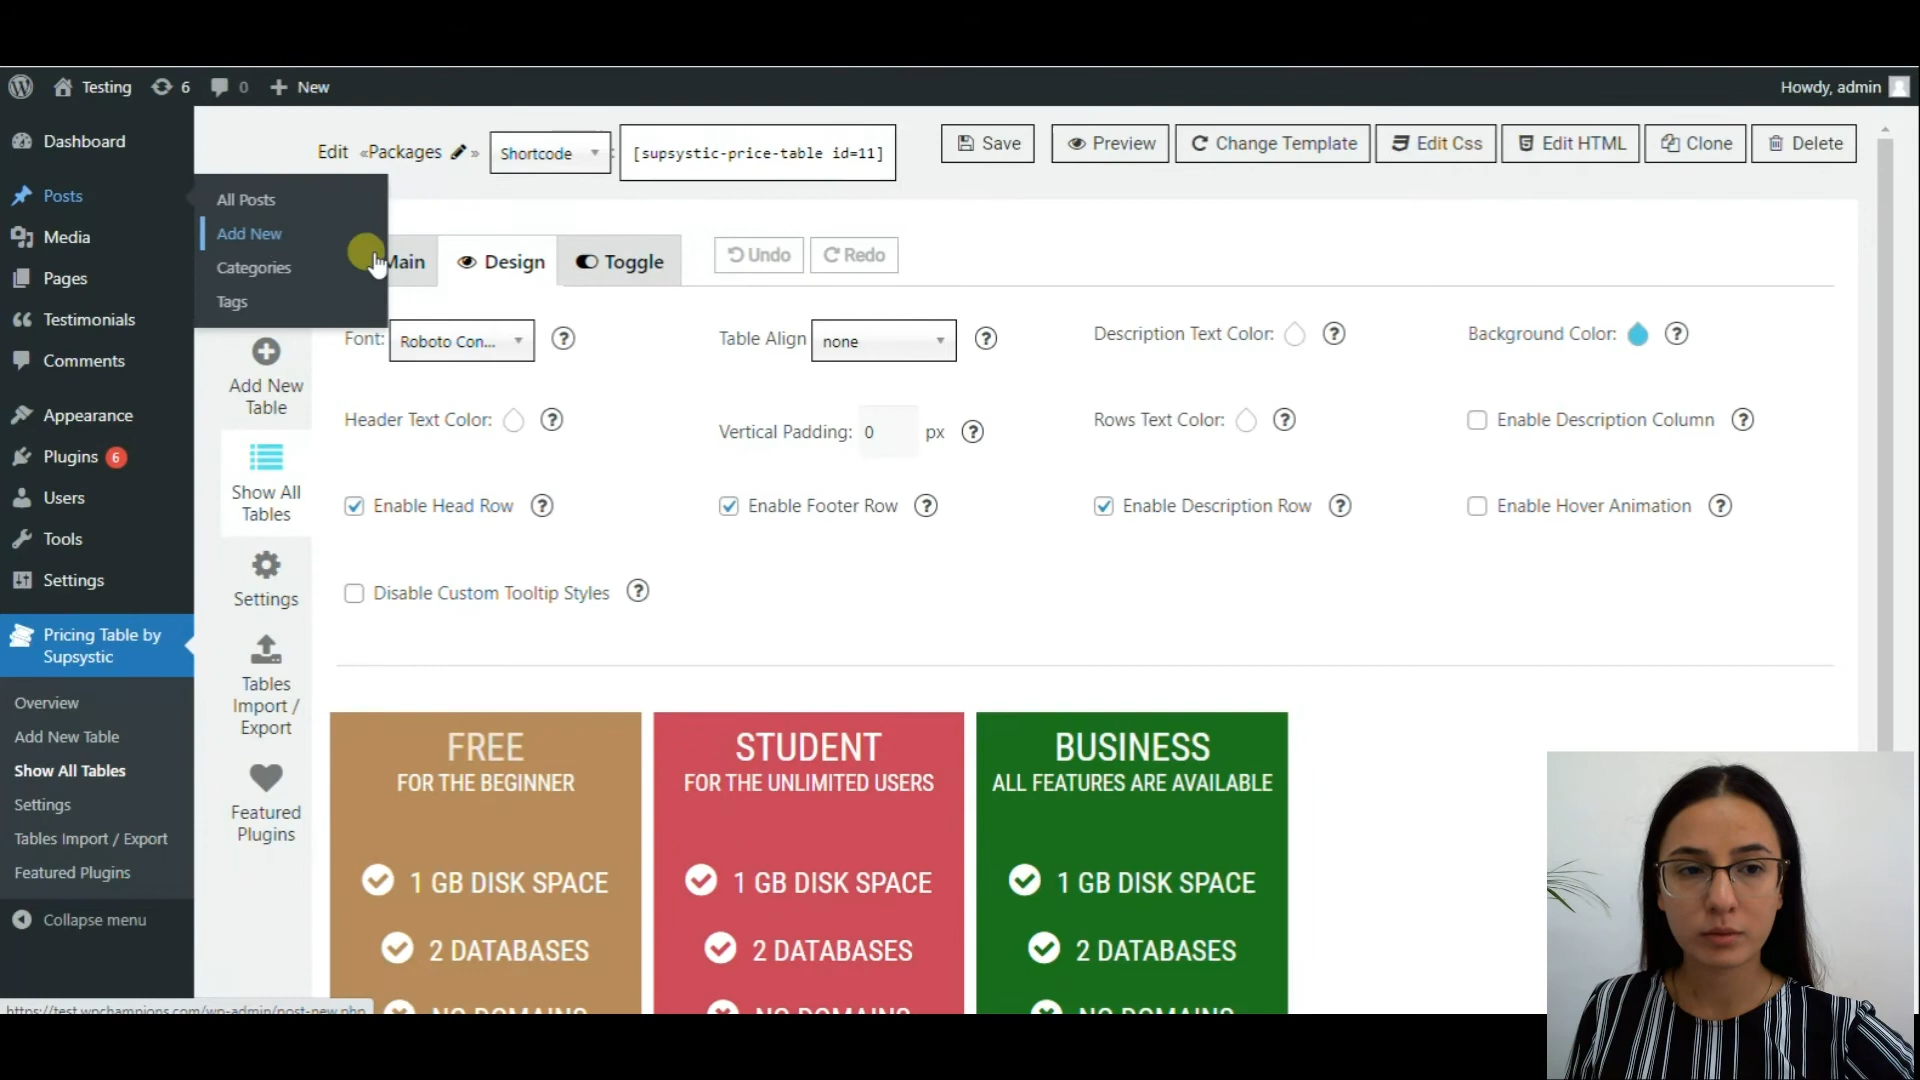 Testing 6 0 New Howdy, admin
Dashboard
Posts
Media
Pages
Testimonials
Comments
Appearance
Plugins 6
Users
Tools
Settings
Pricing Table by
Supsystic
Overview
Add New Table
Show All Tables
Settings
Tables Import / Export
Featured Plugins
Collapse menu
https://test.wpchampions.com/wp-admin/post-new.php
All Posts
Add New
Categories
Tags
Add New
Table
Show All
Tables
Settings
Tables
Import /
Export
Featured
Plugins
Edit «Packages » Shortcode : [supsystic-price-table id=11] Save Preview Change Template Edit Css Edit HTML Clone Delete
Main Design Toggle Undo Redo
Font: Roboto Con... ? Table Align none ? Description Text Color: ? Background Color: ?
Header Text Color: ? Vertical Padding: 0 px ? Rows Text Color: ? Enable Description Column ?
Enable Head Row ? Enable Footer Row ? Enable Description Row ? Enable Hover Animation ?
Disable Custom Tooltip Styles ?
FREE
FOR THE BEGINNER
1 GB DISK SPACE
2 DATABASES
NO DOMAINS
STUDENT
FOR THE UNLIMITED USERS
1 GB DISK SPACE
2 DATABASES
NO DOMAINS
BUSINESS
ALL FEATURES ARE AVAILABLE
1 GB DISK SPACE
2 DATABASES
NO DOMAINS